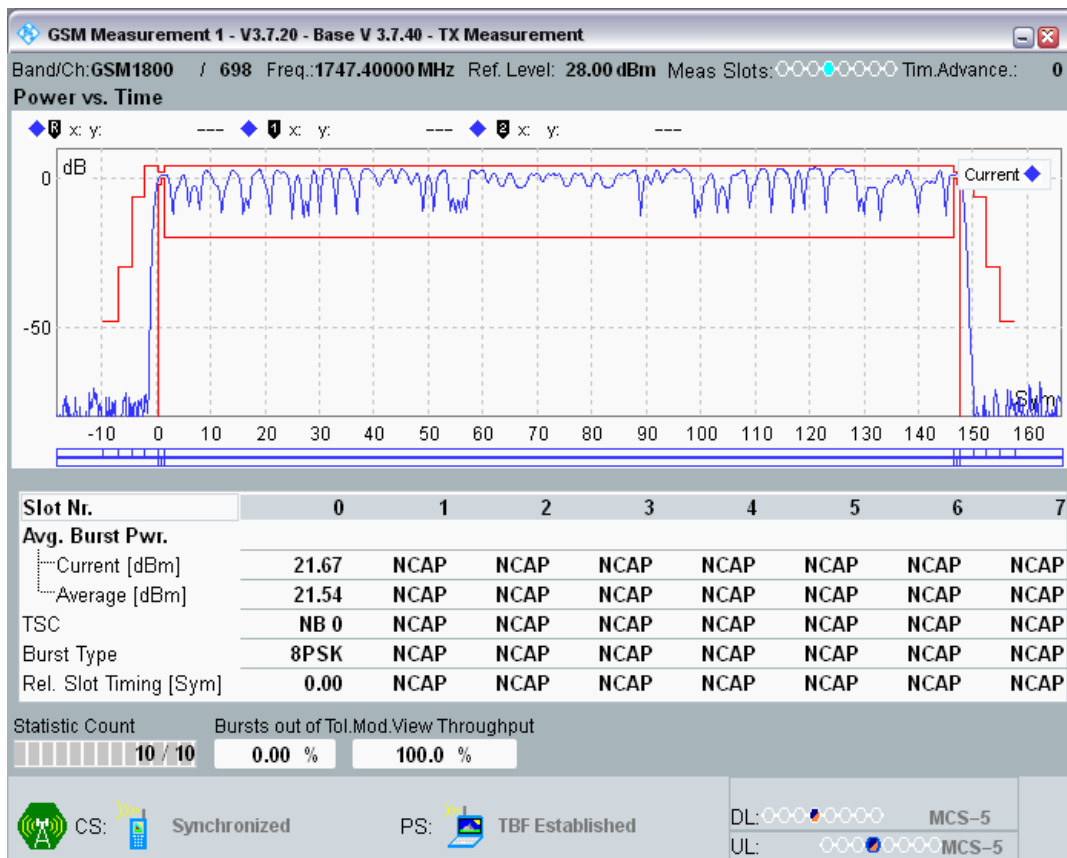 GSM Measurement 1 - V3.7.20 - Base V 3.7.40 - TX Measurement
Band/Ch:GSM1800 / 698 Freq.:1747.40000 MHz Ref. Level: 28.00 dBm Meas Slots: Tim.Advance.: 0
Power vs. Time
R x: y: --- 1 x: y: --- 2 x: y: ---
dB
Current
0
-50
Sym
-10 0 10 20 30 40 50 60 70 80 90 100 110 120 130 140 150 160
Slot Nr. 0 1 2 3 4 5 6 7
Avg. Burst Pwr.
Current [dBm] 21.67 NCAP NCAP NCAP NCAP NCAP NCAP NCAP
Average [dBm] 21.54 NCAP NCAP NCAP NCAP NCAP NCAP NCAP
TSC NB 0 NCAP NCAP NCAP NCAP NCAP NCAP NCAP
Burst Type 8PSK NCAP NCAP NCAP NCAP NCAP NCAP NCAP
Rel. Slot Timing [Sym] 0.00 NCAP NCAP NCAP NCAP NCAP NCAP NCAP
Statistic Count Bursts out of Tol. Mod.View Throughput
10 / 10 0.00 % 100.0 %
CS: Synchronized PS: TBF Established DL: MCS-5
UL: MCS-5